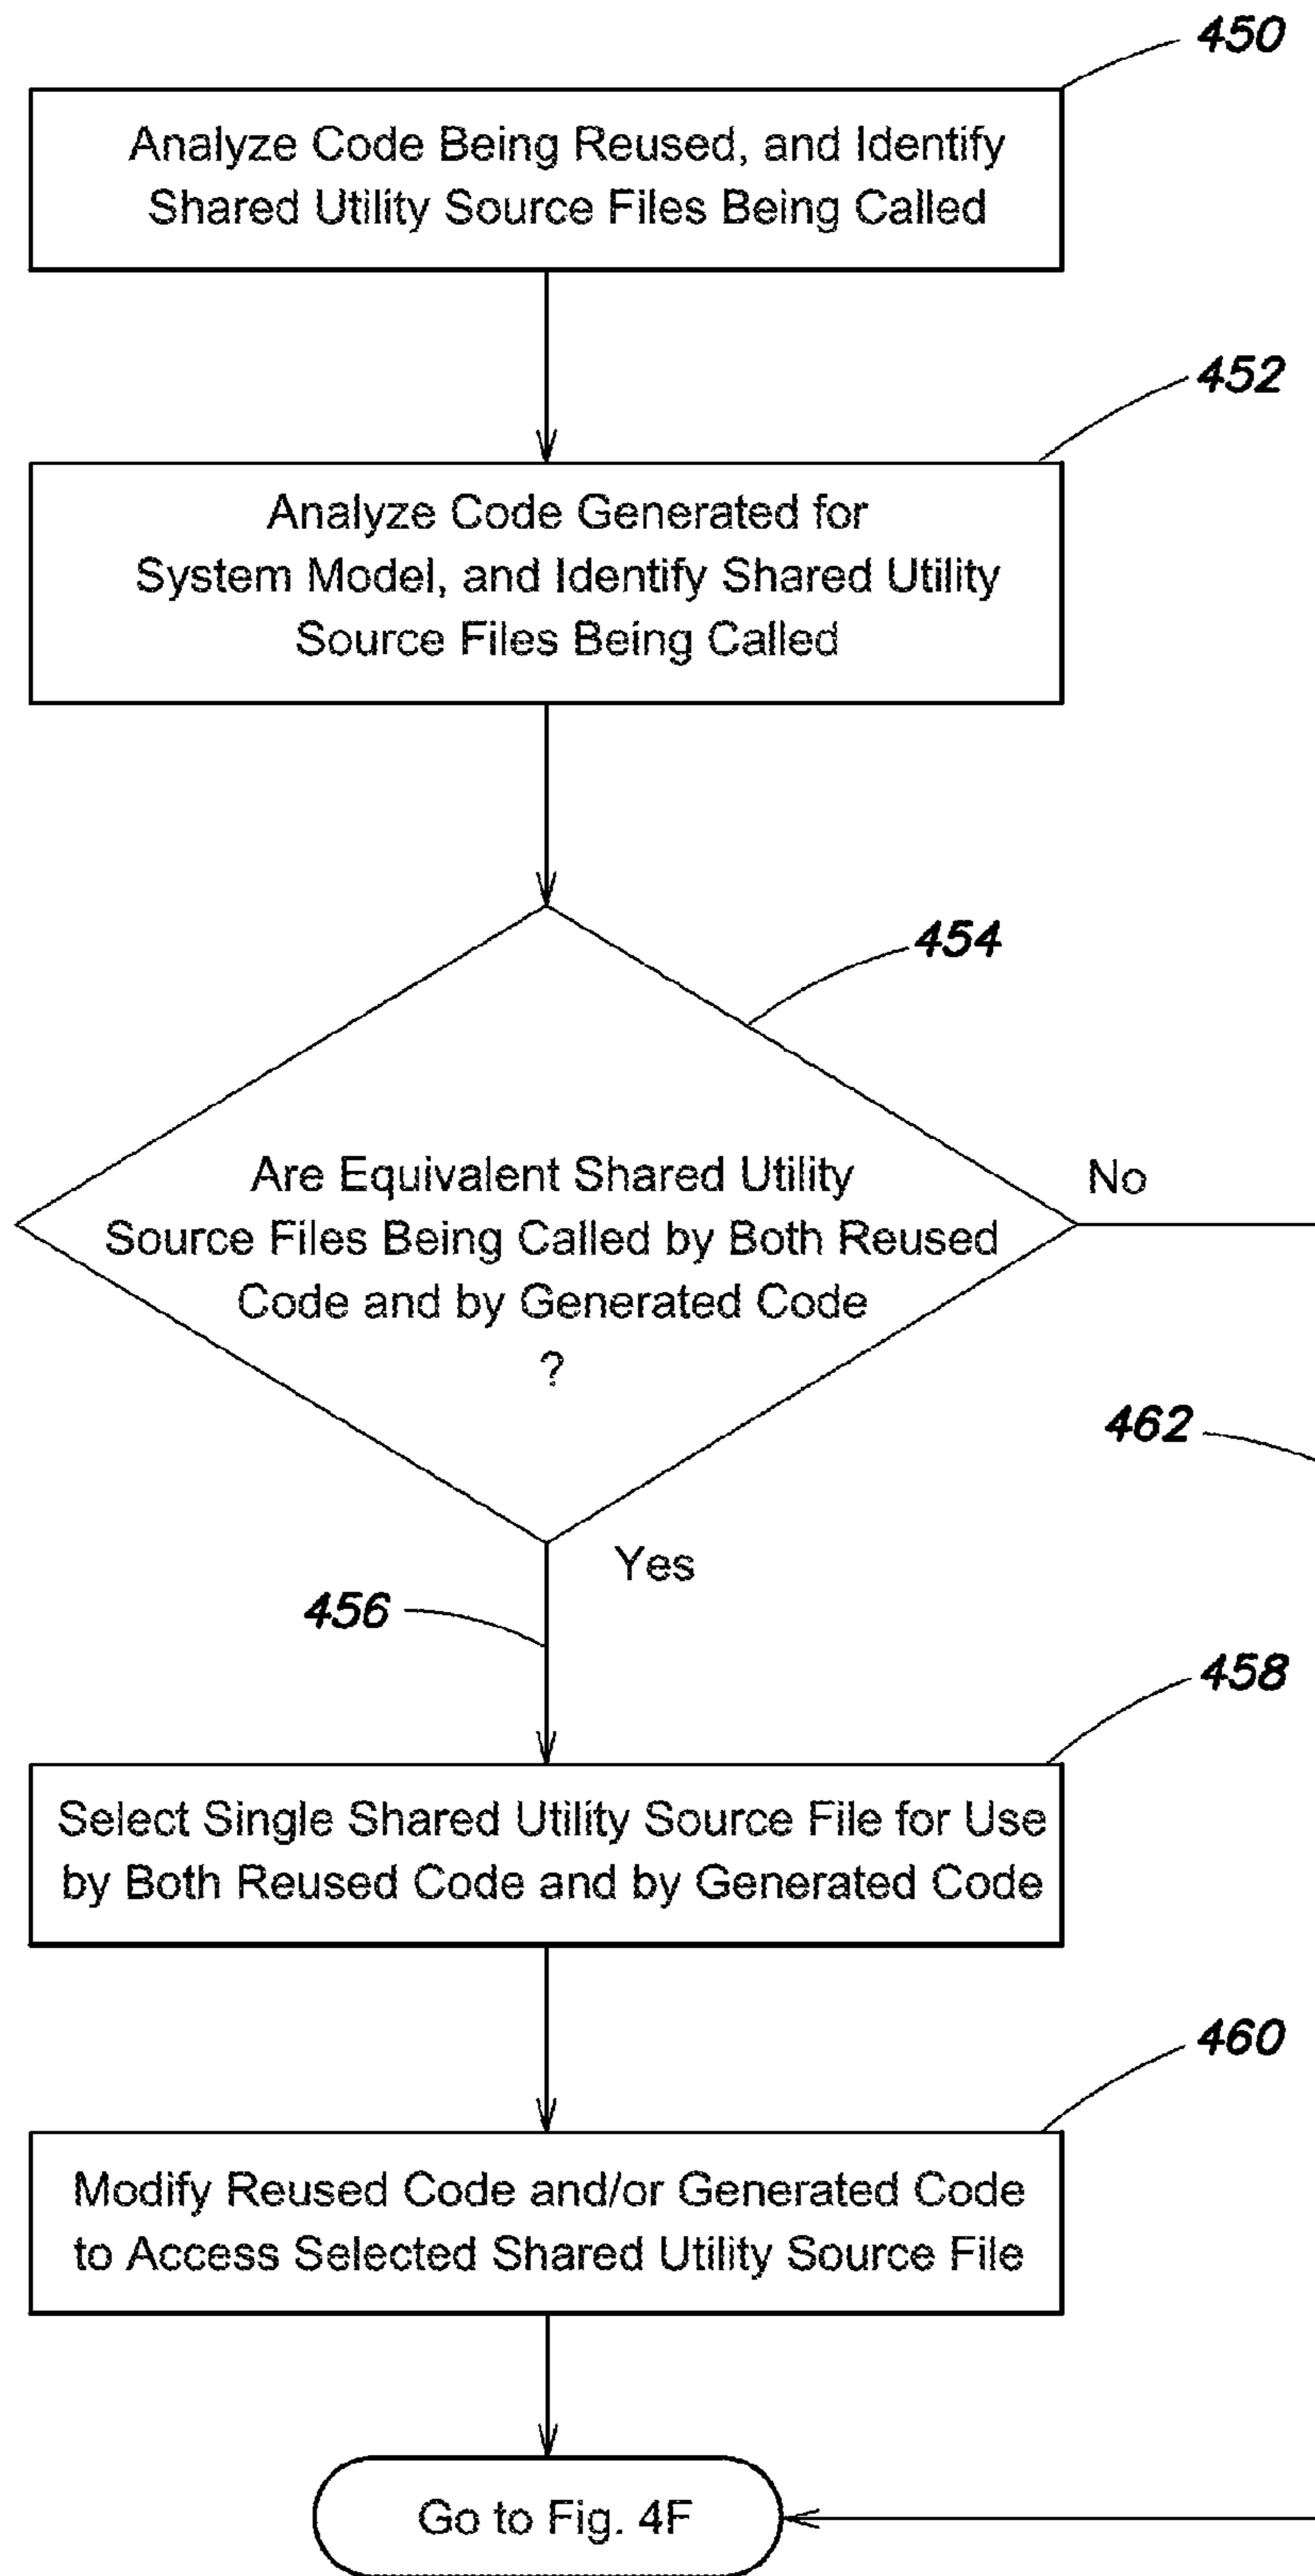 450
Analyze Code Being Reused, and Identify
Shared Utility Source Files Being Called
452
Analyze Code Generated for
System Model, and Identify Shared Utility
Source Files Being Called
454
Are Equivalent Shared Utility
Source Files Being Called by Both Reused
Code and by Generated Code
?
No
462
Yes
456
458
Select Single Shared Utility Source File for Use
by Both Reused Code and by Generated Code
460
Modify Reused Code and/or Generated Code
to Access Selected Shared Utility Source File
Go to Fig. 4F